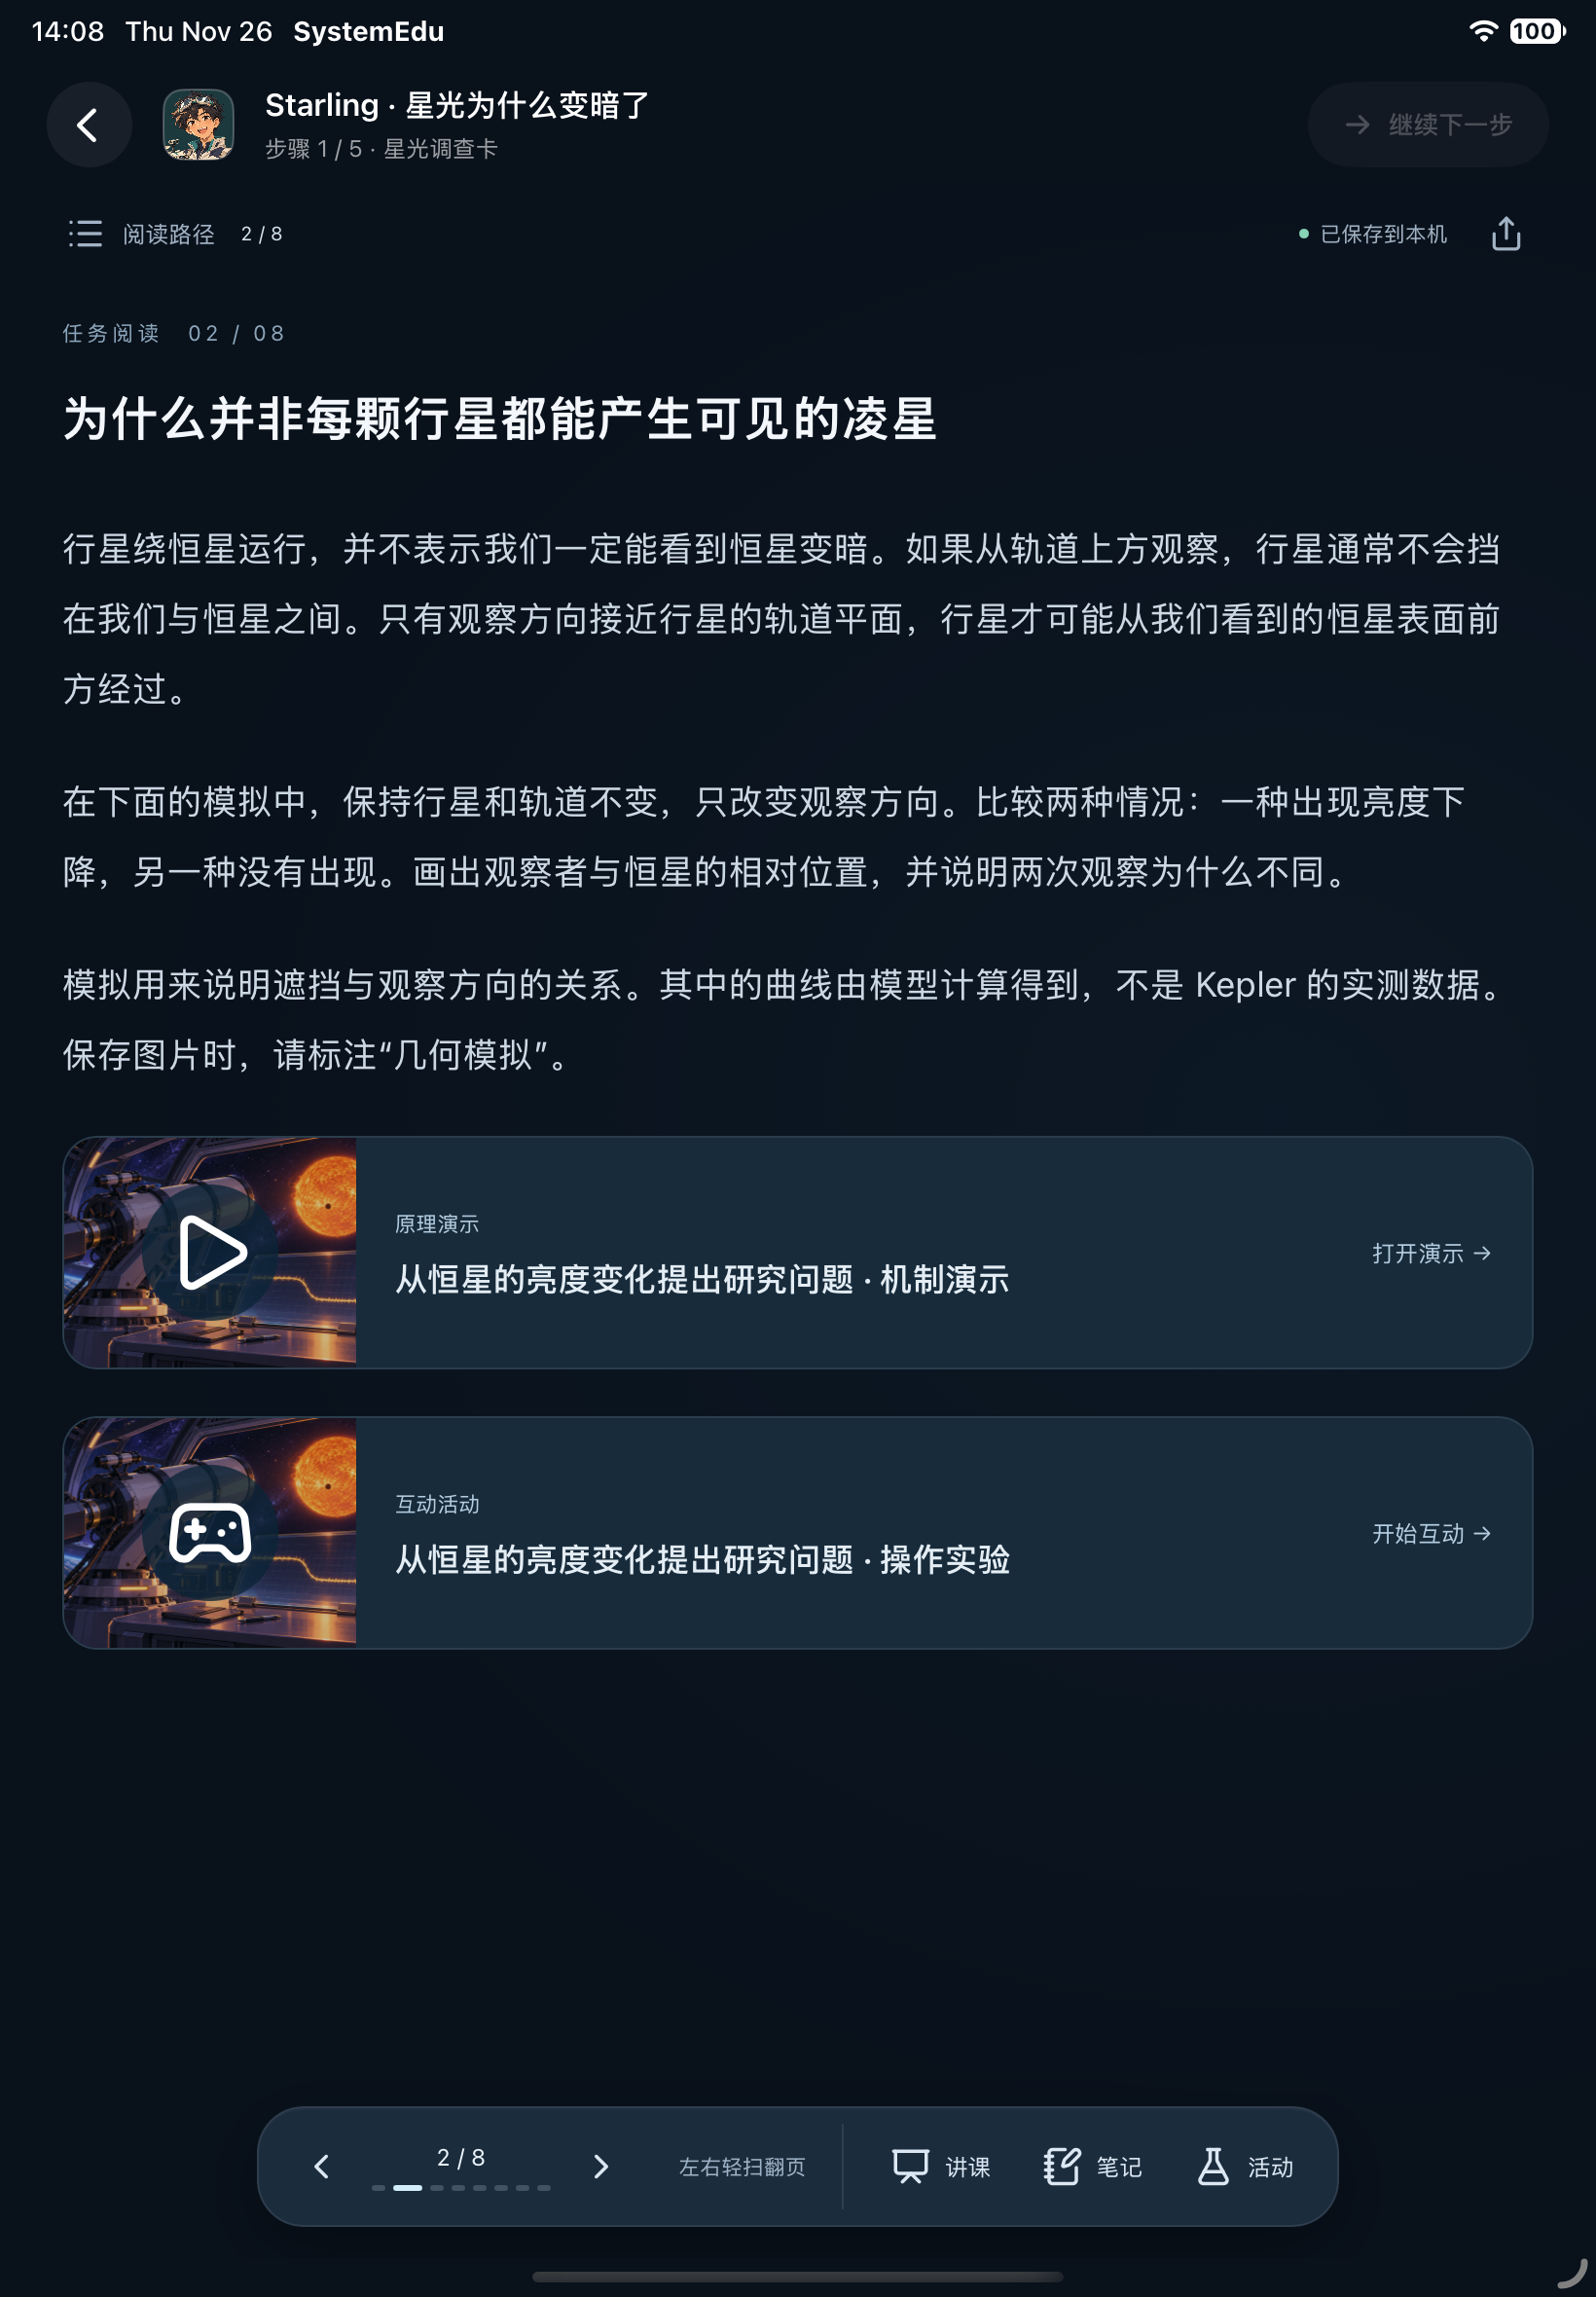 14:08 Thu Nov 26 SystemEdu
100
Starling · 星光为什么变暗了
步骤 1 / 5 · 星光调查卡
继续下一步
阅读路径 2 / 8
已保存到本机
任务阅读 02 / 08
为什么并非每颗行星都能产生可见的凌星
行星绕恒星运行，并不表示我们一定能看到恒星变暗。如果从轨道上方观察，行星通常不会挡
在我们与恒星之间。只有观察方向接近行星的轨道平面，行星才可能从我们看到的恒星表面前
方经过。
在下面的模拟中，保持行星和轨道不变，只改变观察方向。比较两种情况：一种出现亮度下
降，另一种没有出现。画出观察者与恒星的相对位置，并说明两次观察为什么不同。
模拟用来说明遮挡与观察方向的关系。其中的曲线由模型计算得到，不是 Kepler 的实测数据。
保存图片时，请标注“几何模拟”。
原理演示
从恒星的亮度变化提出研究问题 · 机制演示
打开演示 →
互动活动
从恒星的亮度变化提出研究问题 · 操作实验
开始互动 →
2 / 8
左右轻扫翻页
讲课
笔记
活动